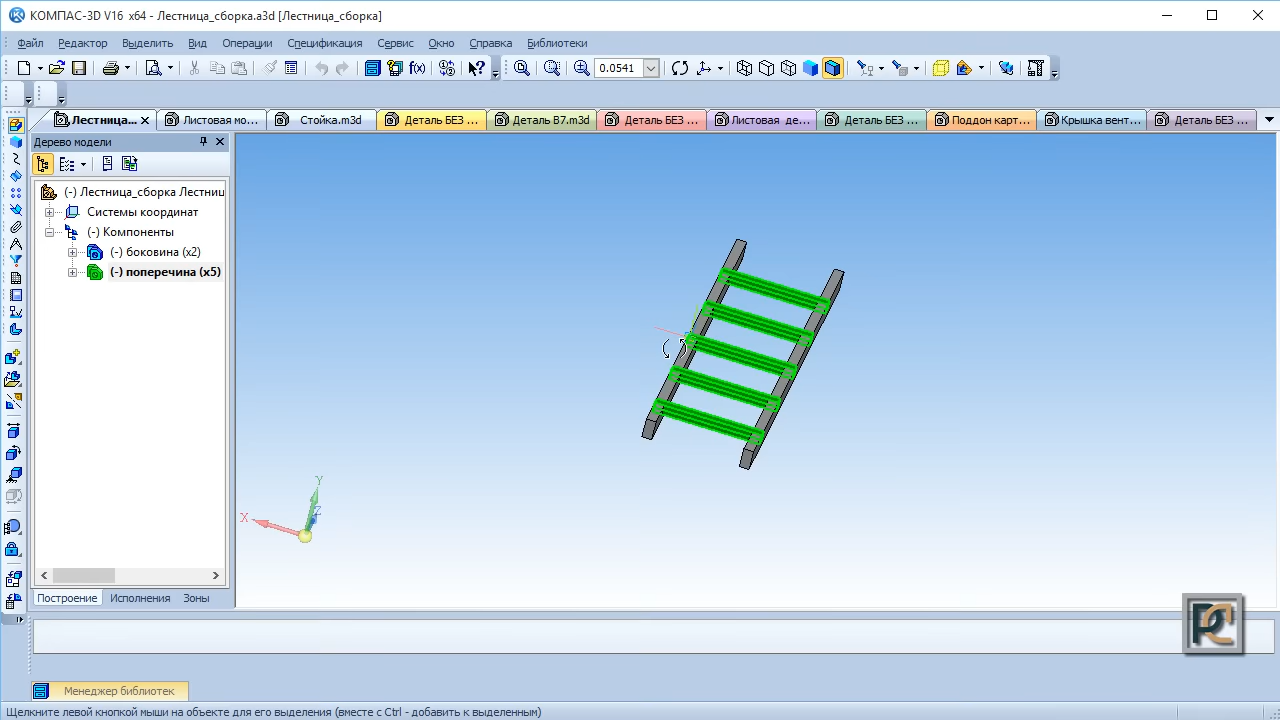 КОМПАС-3D V16 x64 - Лестница_сборка.a3d [Лестница_сборка]
Файл Редактор Выделить Вид Операции Спецификация Сервис Окно Справка Библиотеки
f(x) 0.0541
Лестница... Листовая мо... Стойка.m3d Деталь БЕЗ ... Деталь В7.m3d Деталь БЕЗ ... Листовая де... Деталь БЕЗ ... Поддон карт... Крышка вент... Деталь БЕЗ ...
Дерево модели
(-) Лестница_сборка Лестниц
Системы координат
(-) Компоненты
(-) боковина (x2)
(-) поперечина (x5)
Y
Z
X
Построение Исполнения Зоны
Менеджер библиотек
Щелкните левой кнопкой мыши на объекте для его выделения (вместе с Ctrl - добавить к выделенным)